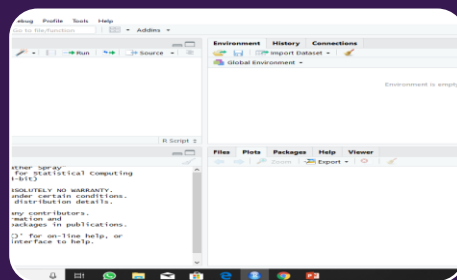 ebug Profile Tools Help
Go to file/function Addins
Run Source
Environment History Connections
Import Dataset
Global Environment
Environment is empty
R Script
Files Plots Packages Help Viewer
Zoom Export
ther Spray"
for Statistical Computing
-bit)
SOLUTELY NO WARRANTY.
under certain conditions.
distribution details.
ny contributors.
mation and
ackages in publications.
)' for on-line help, or
interface to help.